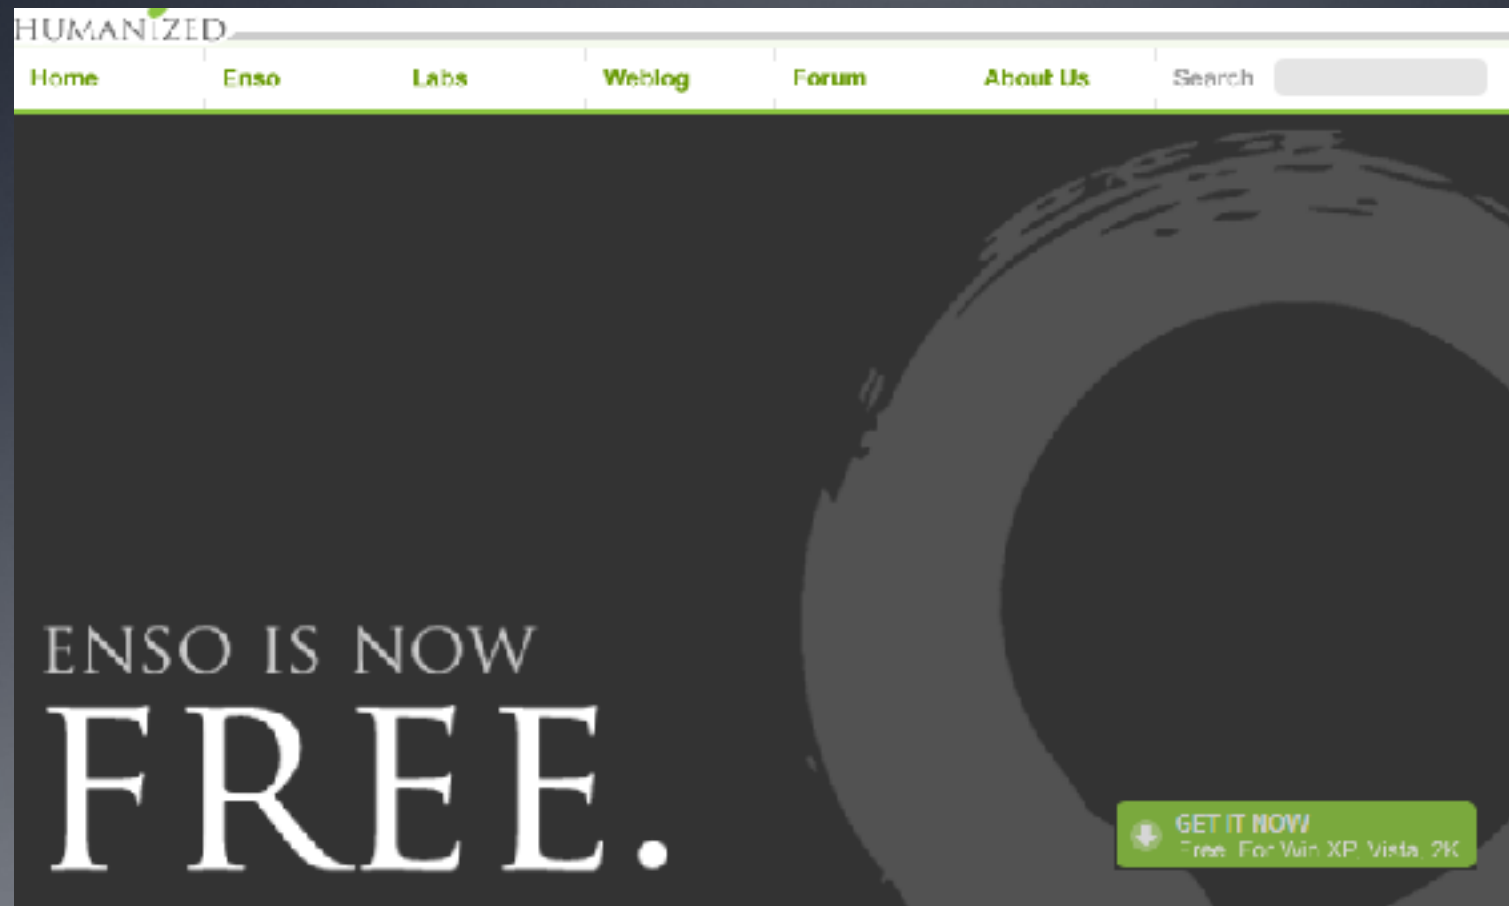 HUMANIZED
Home Enso Labs Weblog Forum About Us Search
ENSO IS NOW
FREE.
GET IT NOW
Free. For Win XP, Vista, 2K